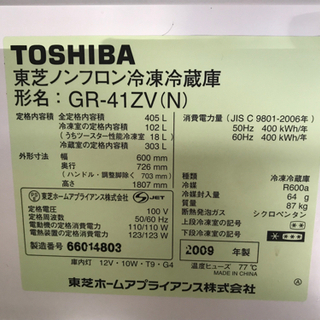 TOSHIBA
東芝ノンフロン冷凍冷蔵庫
形名：GR-41ZV(N)
定格内容積 全定格内容積 405 L
冷凍室の定格内容積 102 L
（うちツースター性能冷凍室 18 L）
冷蔵室の定格内容積 303 L
外形寸法 幅 600 mm
奥行 726 mm
（ハンドル・調整脚除く 703 mm）
高さ 1807 mm
東芝ホームアプライアンス株式会社
S JET
定格電圧 100 V
定格周波数 50/60 Hz
電動機の定格消費電力 110/110 W
電熱装置の定格消費電力 123/123 W
製造番号 66014803
消費電力量（JIS C 9801-2006年）
50Hz 400 kWh/年
60Hz 400 kWh/年
種類 冷凍冷蔵庫
冷媒 R600a
冷媒封入量 64 g
質量 87 kg
断熱発泡ガス シクロペンタン
上段冷凍室の記号
下段冷凍室の記号
2009 年製
庫内灯 12V・10W・T9・G4
温度ヒューズ 77 ℃
東芝ホームアプライアンス株式会社